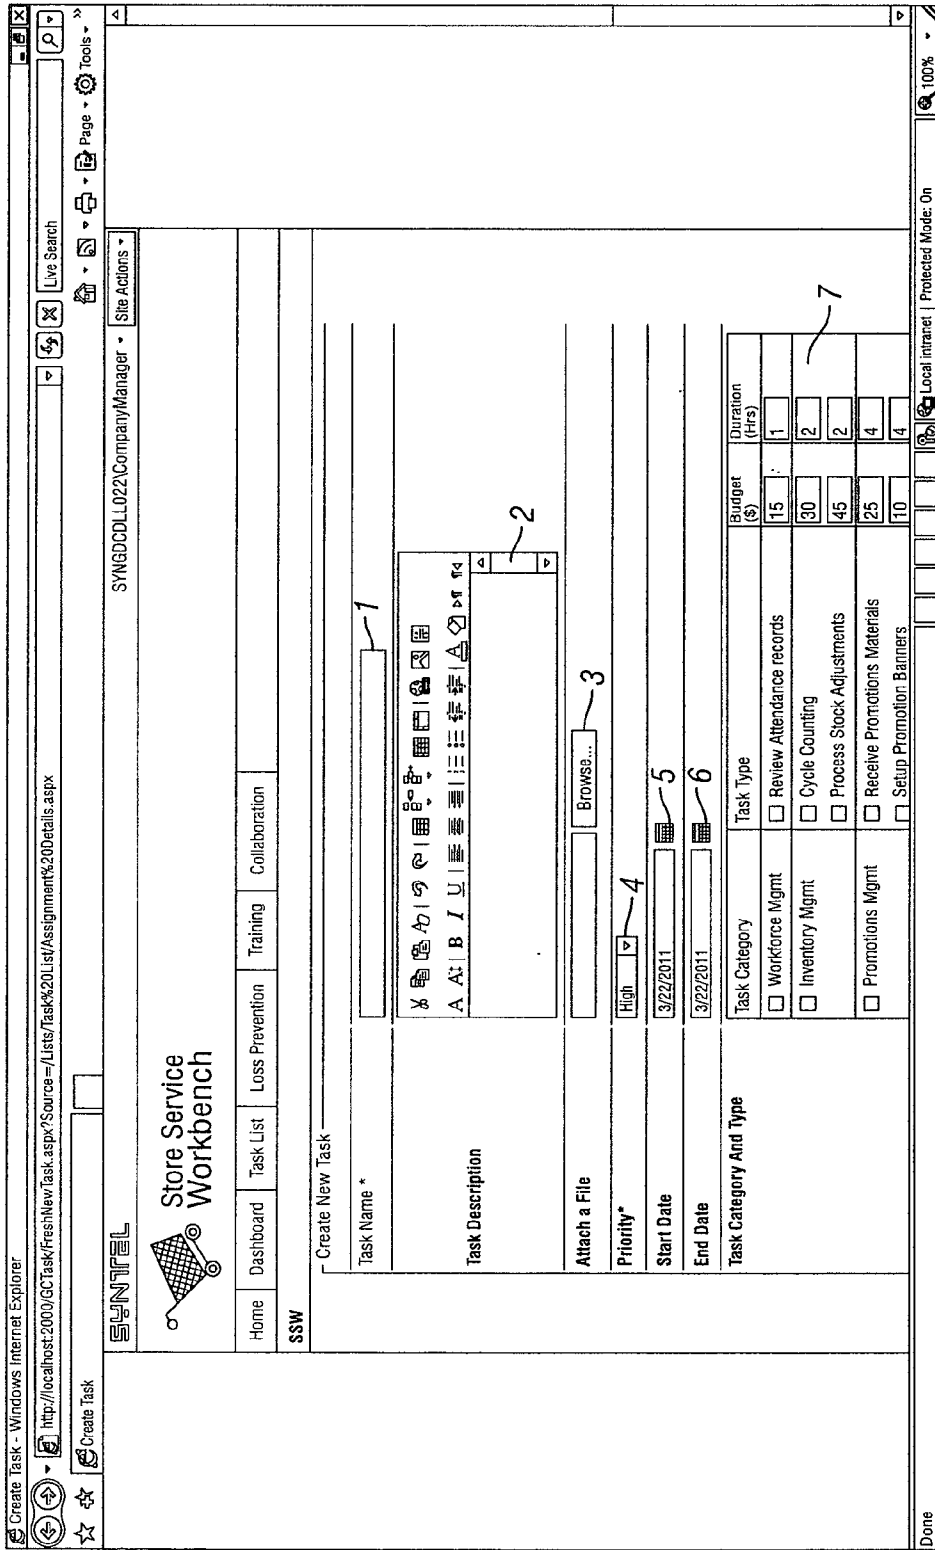 Create Task - Windows Internet Explorer
http://localhost:2000/GCTask/FreshNewTask.aspx?Source=/Lists/Task%20List/Assignment%20Details.aspx
Live Search
Create Task
Page Tools
SYNTEL
SYNGDCDLL022\CompanyManager Site Actions
Store Service
Workbench
Home Dashboard Task List Loss Prevention Training Collaboration
SSW
Create New Task
Task Name *
1
Task Description
A A B I U A
2
Attach a File
Browse...
3
Priority*
High
4
Start Date
3/22/2011
5
End Date
3/22/2011
6
Task Category And Type
Task Category Task Type Budget ($) Duration (Hrs)
Workforce Mgmt Review Attendance records 15 1
Inventory Mgmt Cycle Counting 30 2
Process Stock Adjustments 45 2
Promotions Mgmt Receive Promotions Materials 25 4
Setup Promotion Banners 10 4
7
Done
Local intranet | Protected Mode: On
100%